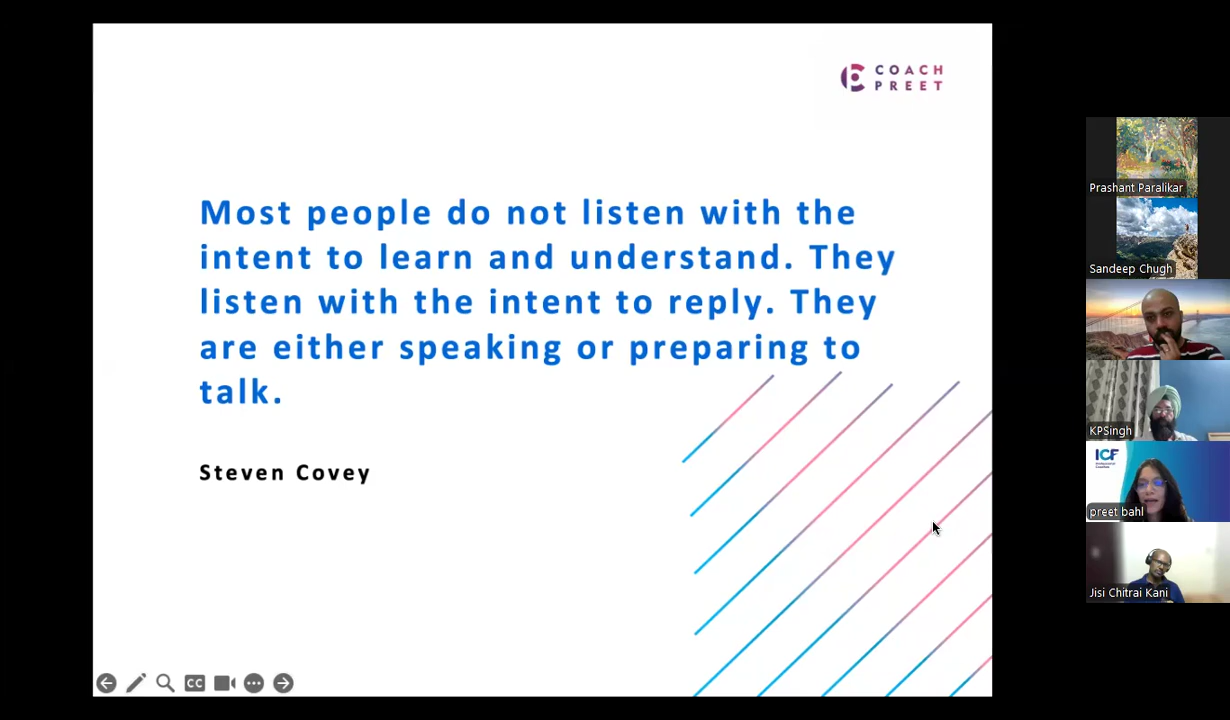 COACH
PREET
Most people do not listen with the
intent to learn and understand. They
listen with the intent to reply. They
are either speaking or preparing to
talk.
Steven Covey
CC
Prashant Paralikar
Sandeep Chugh
KPSingh
ICF
preet bahl
Jisi Chitrai Kani